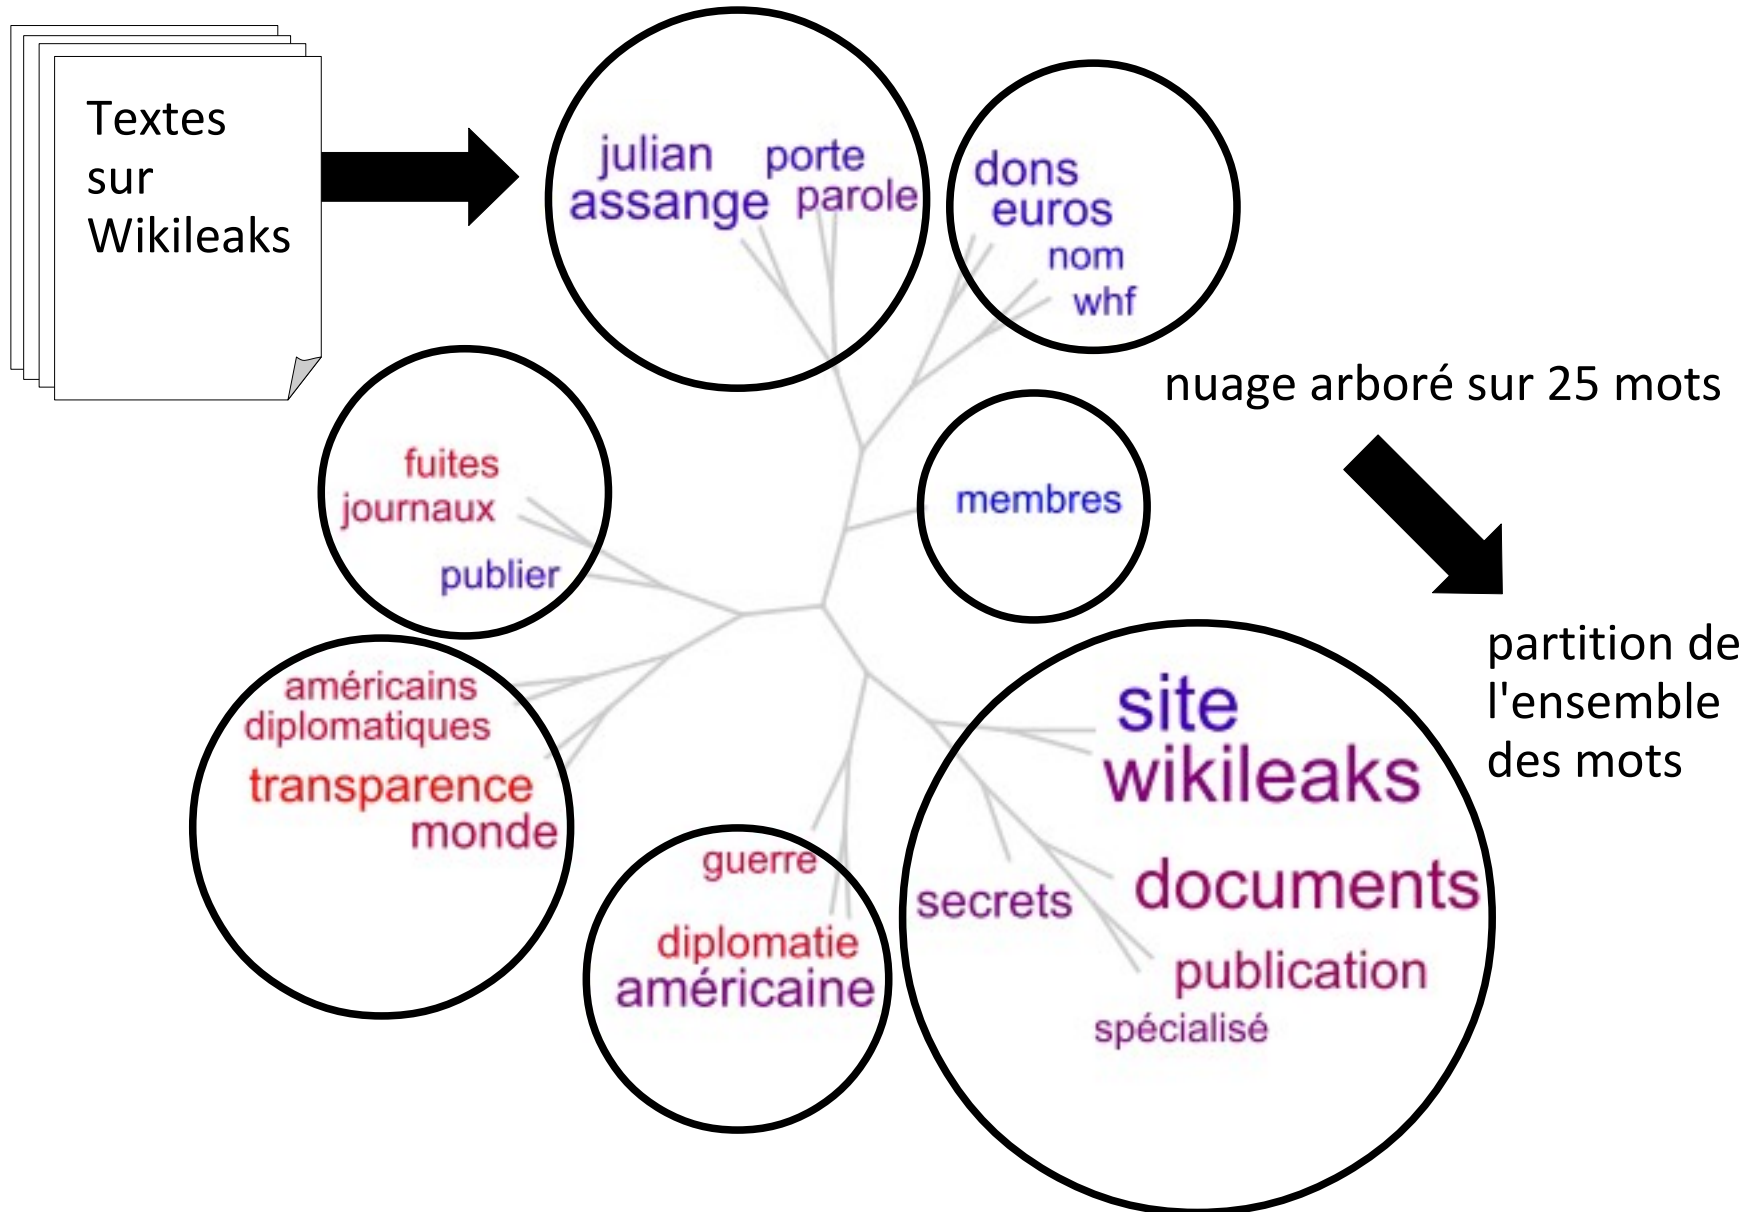 Textes
sur
Wikileaks
julian porte
assange parole
dons
euros
nom
whf
nuage arboré sur 25 mots
fuites
journaux
publier
membres
américains
diplomatiques
transparence
monde
partition de
l'ensemble
des mots
site
wikileaks
documents
secrets
publication
spécialisé
guerre
diplomatie
américaine